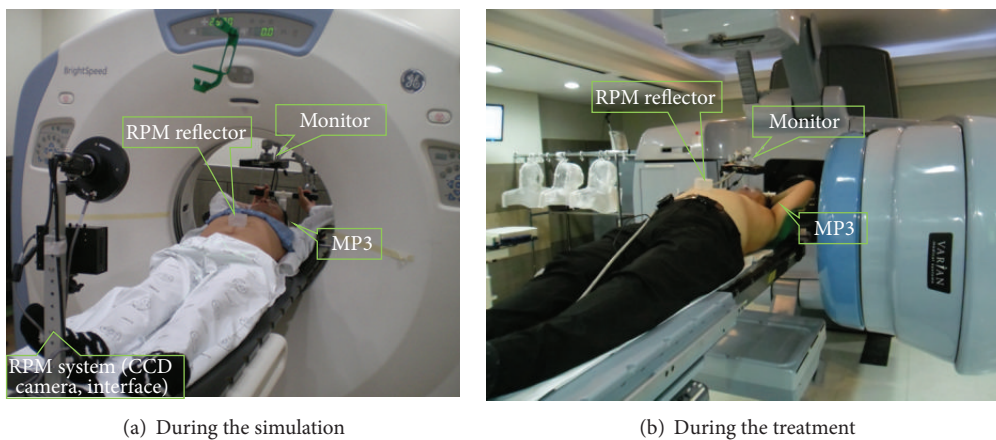 BrightSpeed
RPM reflector
Monitor
MP3
RPM system (CCD
camera, interface)
RPM reflector
Monitor
MP3
VARIAN
(a) During the simulation
(b) During the treatment